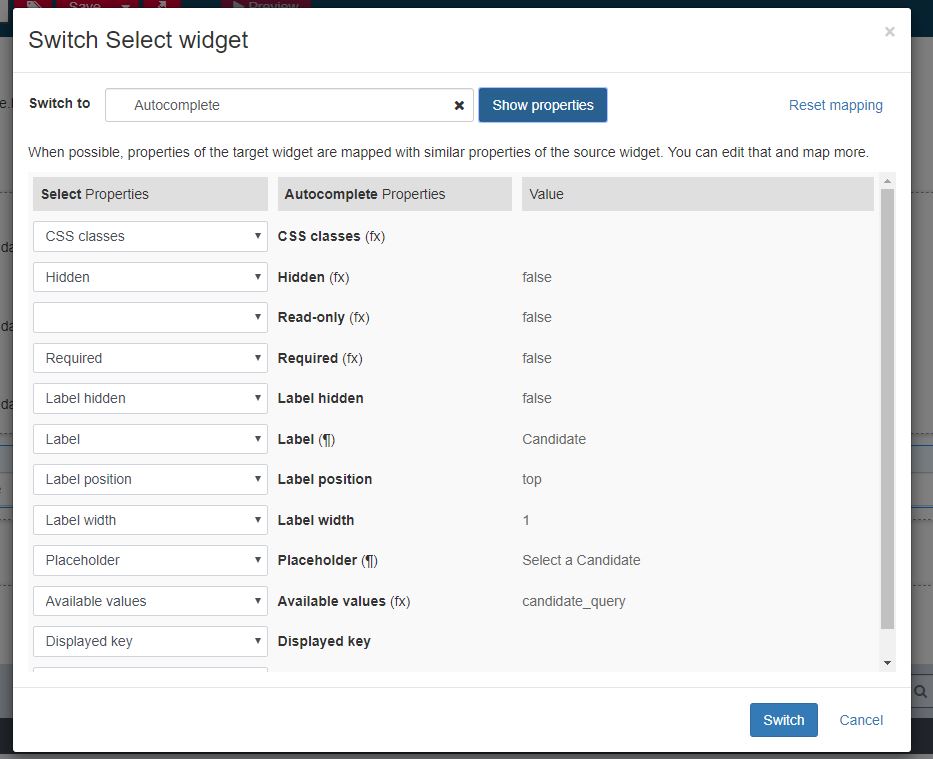 Save
Preview
Switch Select widget
×
Switch to
Autocomplete
Show properties
Reset mapping
When possible, properties of the target widget are mapped with similar properties of the source widget. You can edit that and map more.
Select Properties Autocomplete Properties Value
CSS classes CSS classes (fx)
Hidden Hidden (fx) false
Read-only (fx) false
Required Required (fx) false
Label hidden Label hidden false
Label Label (¶) Candidate
Label position Label position top
Label width Label width 1
Placeholder Placeholder (¶) Select a Candidate
Available values Available values (fx) candidate_query
Displayed key Displayed key
Switch Cancel